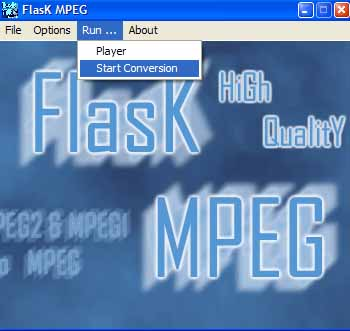 FlasK MPEG
File Options Run ... About
Player
Start Conversion
FlasK
HiGh
QualitY
MPEG
PEG2 & MPEG1
o MPEG